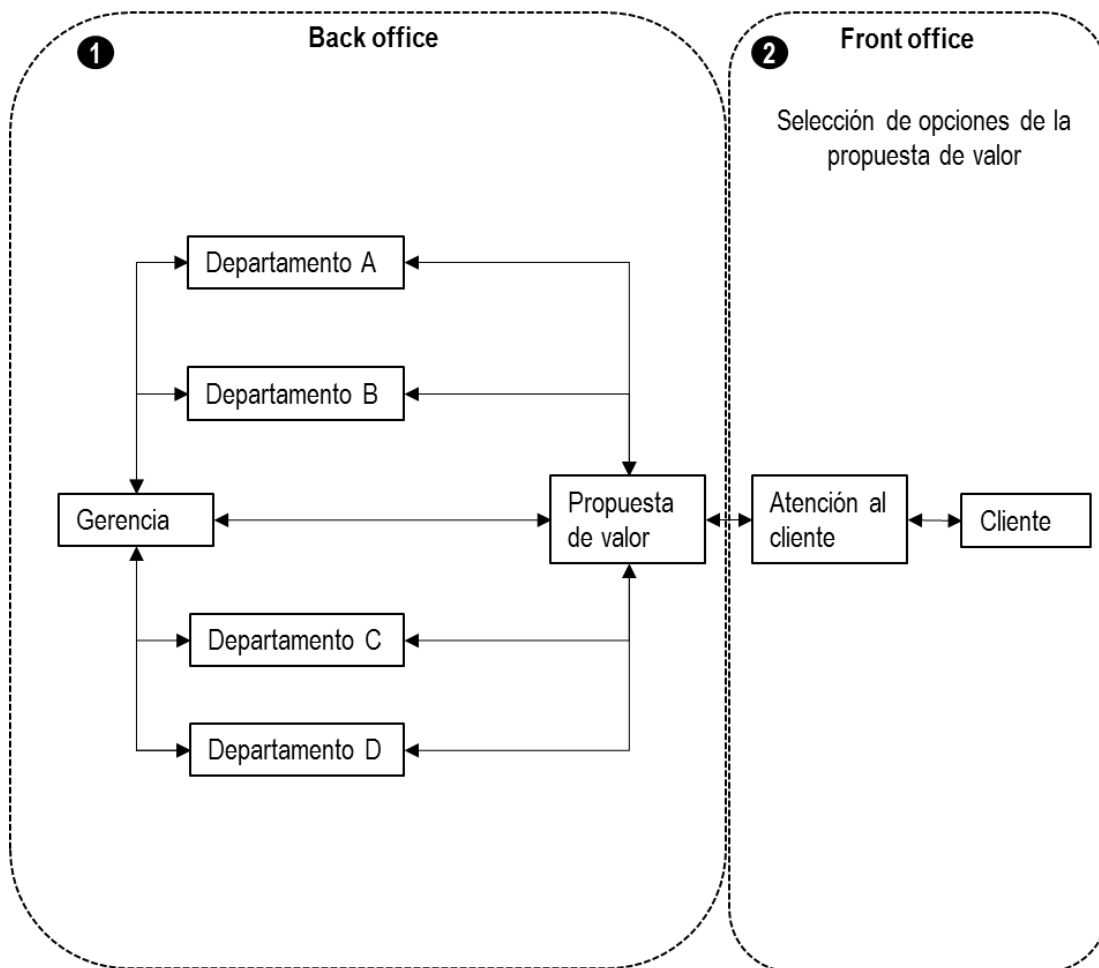 1
Back office
Departamento A
Departamento B
Gerencia
Propuesta
de valor
Departamento C
Departamento D
2
Front office
Selección de opciones de la
propuesta de valor
Atención al
cliente
Cliente